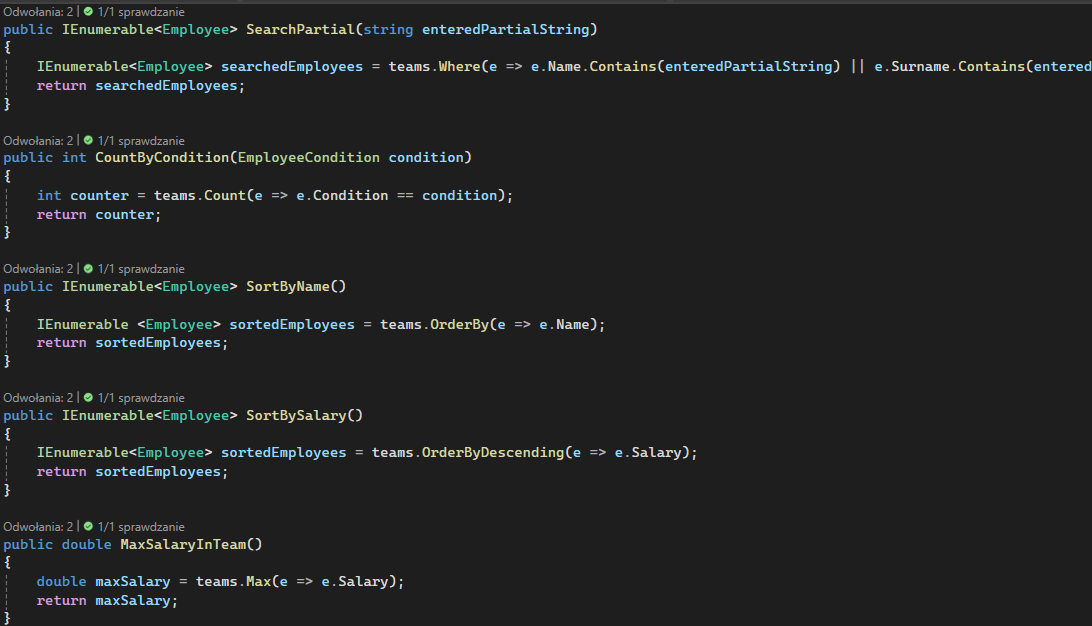 Odwołania: 2 | 1/1 sprawdzanie
public IEnumerable<Employee> SearchPartial(string enteredPartialString)
{
    IEnumerable<Employee> searchedEmployees = teams.Where(e => e.Name.Contains(enteredPartialString) || e.Surname.Contains(entered
    return searchedEmployees;
}
Odwołania: 2 | 1/1 sprawdzanie
public int CountByCondition(EmployeeCondition condition)
{
    int counter = teams.Count(e => e.Condition == condition);
    return counter;
}
Odwołania: 2 | 1/1 sprawdzanie
public IEnumerable<Employee> SortByName()
{
    IEnumerable <Employee> sortedEmployees = teams.OrderBy(e => e.Name);
    return sortedEmployees;
}
Odwołania: 2 | 1/1 sprawdzanie
public IEnumerable<Employee> SortBySalary()
{
    IEnumerable<Employee> sortedEmployees = teams.OrderByDescending(e => e.Salary);
    return sortedEmployees;
}
Odwołania: 2 | 1/1 sprawdzanie
public double MaxSalaryInTeam()
{
    double maxSalary = teams.Max(e => e.Salary);
    return maxSalary;
}